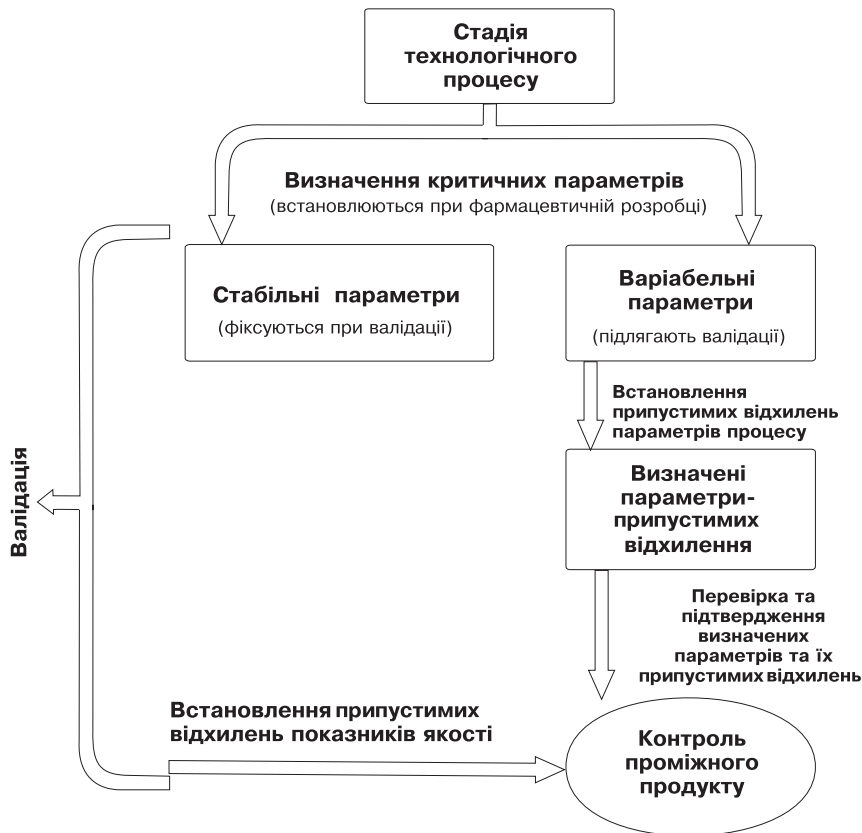 Стадія
технологічного
процесу
Визначення критичних параметрів
(встановлюються при фармацевтичній розробці)
Стабільні параметри
(фіксуються при валідації)
Варіабельні
параметри
(підлягають валідації)
Встановлення
припустимих відхилень
параметрів процесу
Валідація
Визначені
параметри-
припустимих
відхилення
Перевірка та
підтвердження
визначених
параметрів та їх
припустимих відхилень
Встановлення припустимих
відхилень показників якості
Контроль
проміжного
продукту